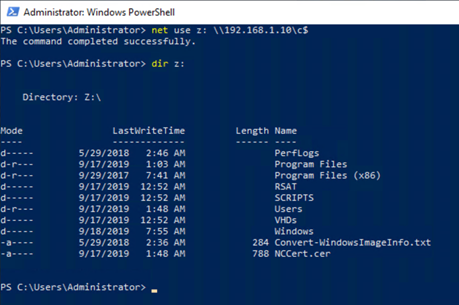 Administrator: Windows PowerShell
PS C:\Users\Administrator> net use z: \\192.168.1.10\c$
The command completed successfully.
PS C:\Users\Administrator> dir z:
Directory: Z:\
Mode LastWriteTime Length Name
---- ------------- ------ ----
d----- 5/29/2018 2:46 AM PerfLogs
d-r--- 9/17/2019 1:03 AM Program Files
d-r--- 9/29/2017 7:41 AM Program Files (x86)
d----- 9/17/2019 12:52 AM RSAT
d----- 9/17/2019 12:52 AM SCRIPTS
d-r--- 9/17/2019 1:48 AM Users
d----- 9/17/2019 12:52 AM VHDs
d----- 9/18/2019 7:55 AM Windows
-a---- 5/29/2018 2:36 AM 284 Convert-WindowsImageInfo.txt
-a---- 9/17/2019 1:48 AM 788 NCCert.cer
PS C:\Users\Administrator> _